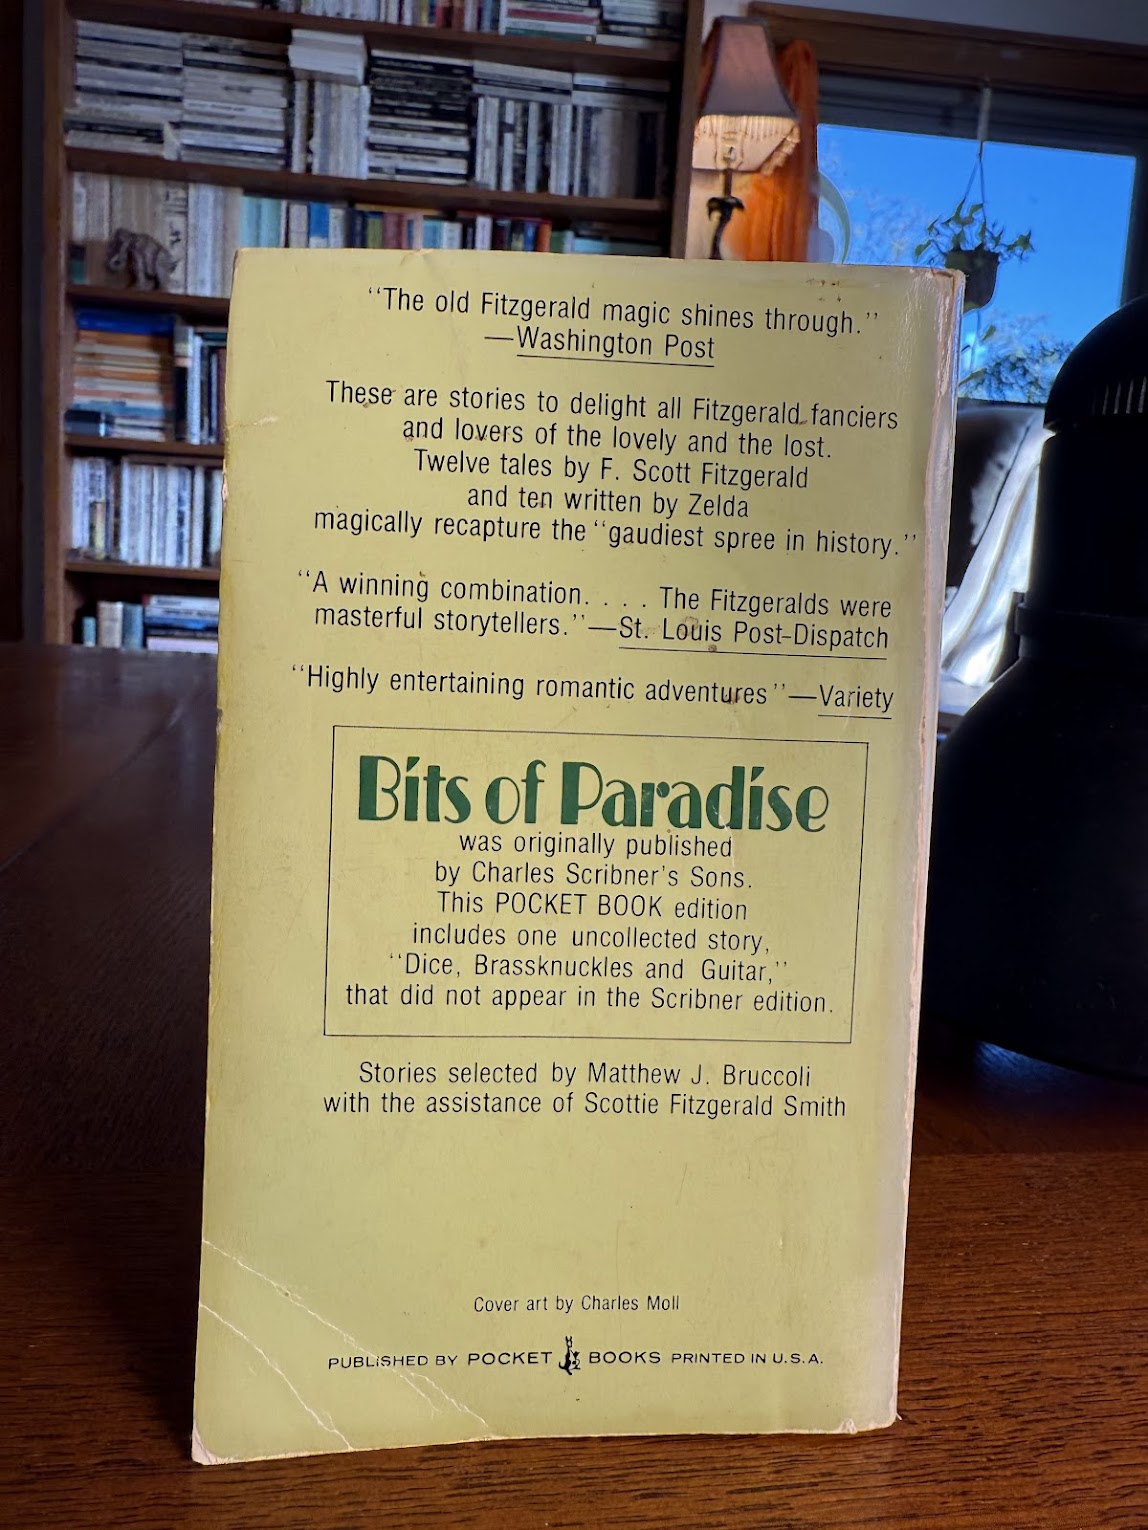 “The old Fitzgerald magic shines through.”
—Washington Post
These are stories to delight all Fitzgerald fanciers
and lovers of the lovely and the lost.
Twelve tales by F. Scott Fitzgerald
and ten written by Zelda
magically recapture the “gaudiest spree in history.”
“A winning combination. . . . The Fitzgeralds were
masterful storytellers.”—St. Louis Post-Dispatch
“Highly entertaining romantic adventures”—Variety
Bits of Paradise
was originally published
by Charles Scribner's Sons.
This POCKET BOOK edition
includes one uncollected story,
“Dice, Brassknuckles and Guitar,”
that did not appear in the Scribner edition.
Stories selected by Matthew J. Bruccoli
with the assistance of Scottie Fitzgerald Smith
Cover art by Charles Moll
PUBLISHED BY POCKET BOOKS PRINTED IN U.S.A.